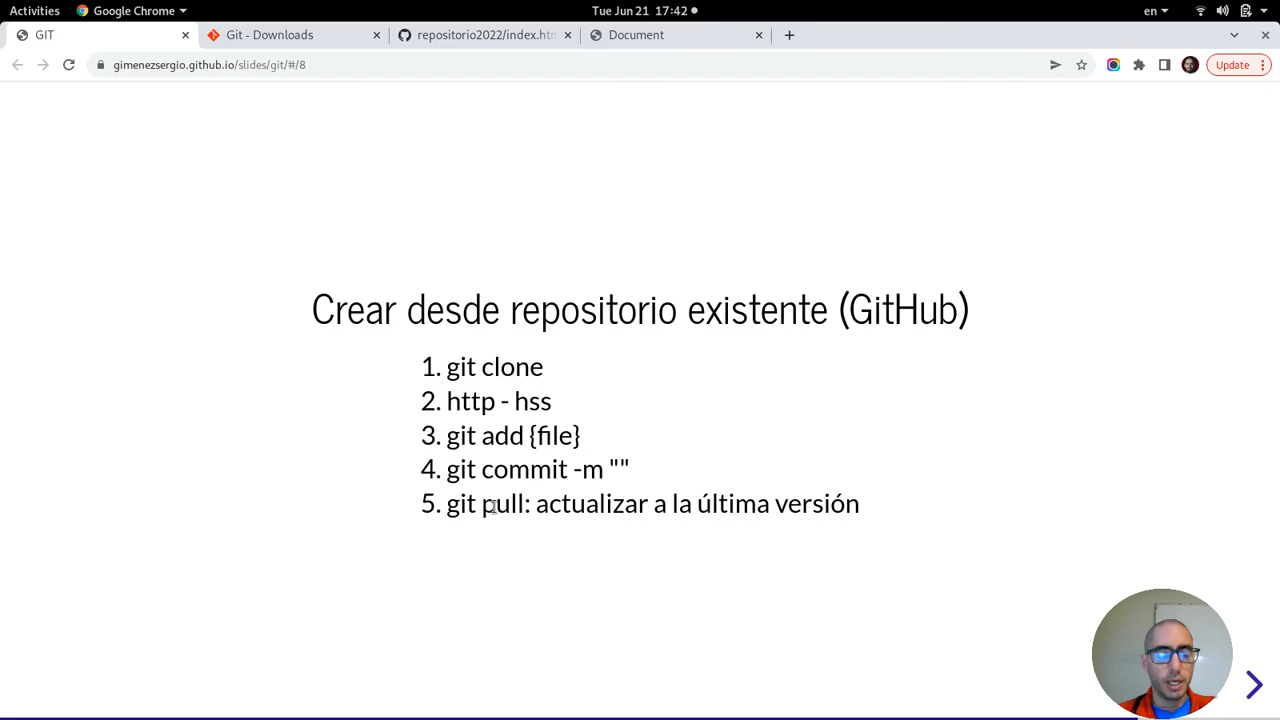 Activities Google Chrome Tue Jun 21 17:42 en
GIT Git - Downloads repositorio2022/index.htm Document
gimenezsergio.github.io/slides/git/#/8 Update
Crear desde repositorio existente (GitHub)
1. git clone
2. http - hss
3. git add {file}
4. git commit -m ""
5. git pull: actualizar a la última versión